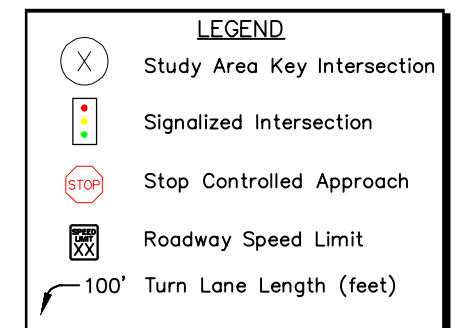 LEGEND
X Study Area Key Intersection
Signalized Intersection
STOP Stop Controlled Approach
SPEED
LIMIT
XX Roadway Speed Limit
100' Turn Lane Length (feet)